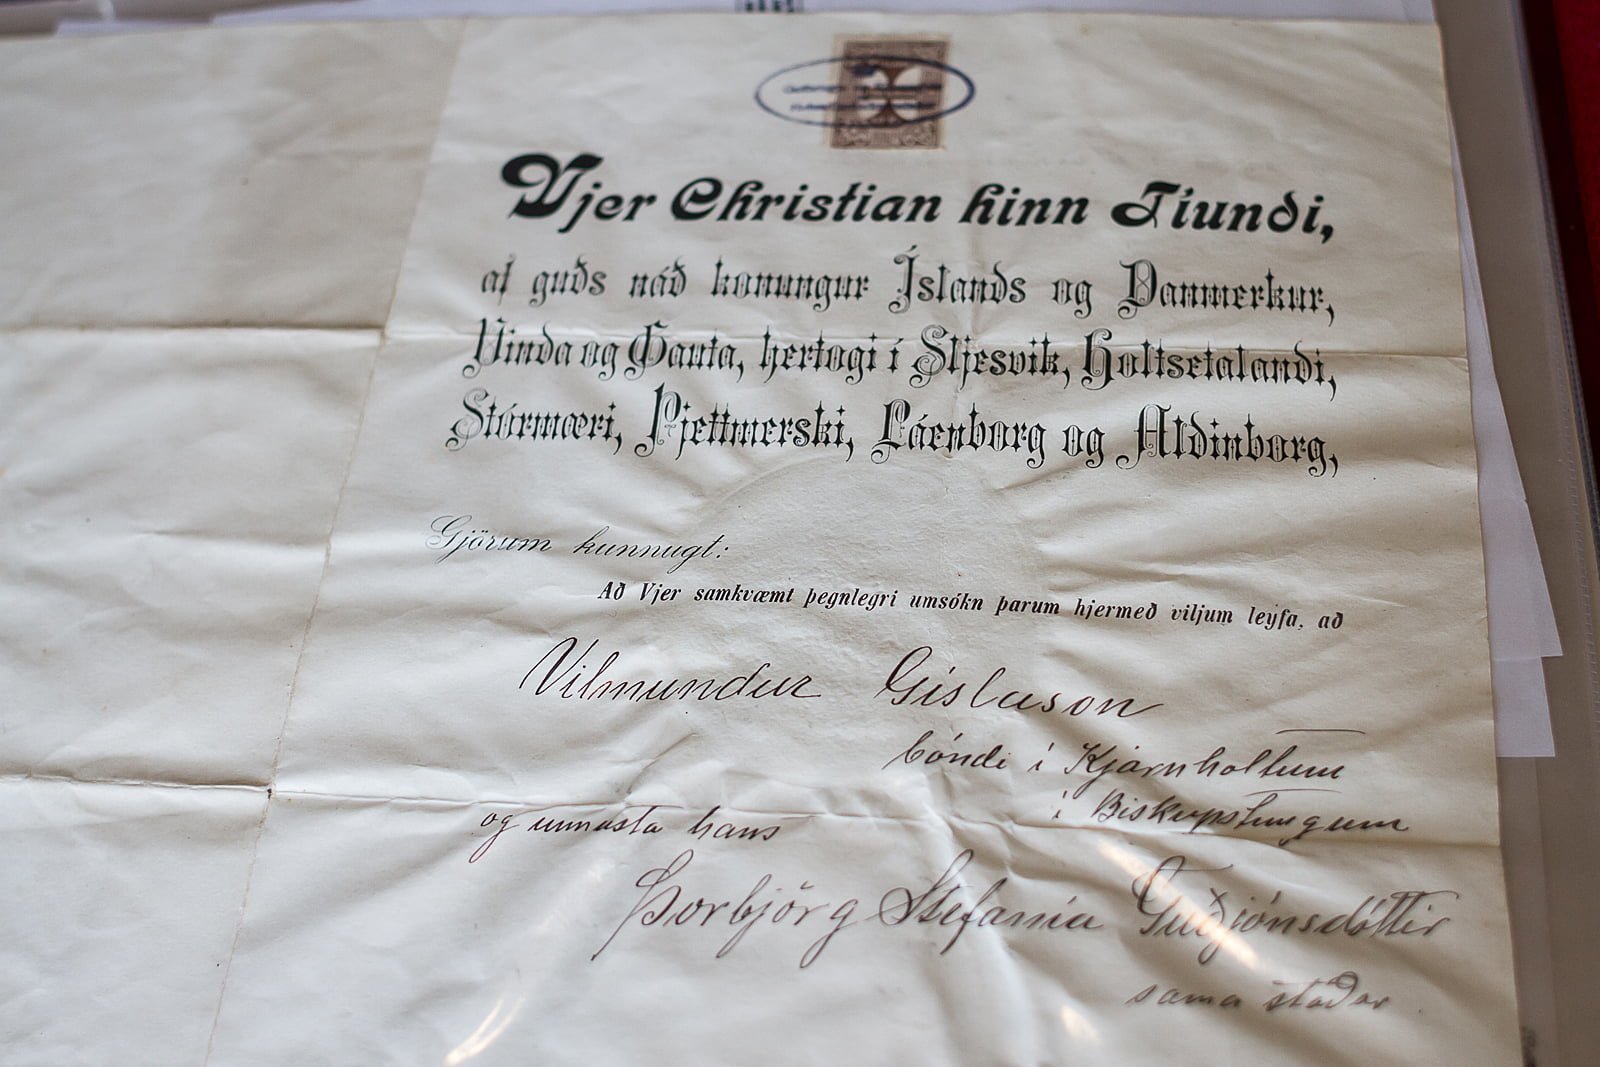 Vjer Christian hinn Tíundi,
af guðs náð konungur Íslands og Danmerkur,
Vinda og Gauta, hertogi í Sljesvík, Holtsetalandi,
Stórmæri, Þjettmerski, Láenborg og Aldinborg,
Gjörum kunnugt:
Að Vjer samkvæmt þegnlegri umsókn þarum hjermeð viljum leyfa, að
Vilmundur Gíslason
bóndi í Kjarnholtum
í Biskupstungum
og unnasta hans
Þorbjörg Stefanía Guðjónsdóttir
sama staðar